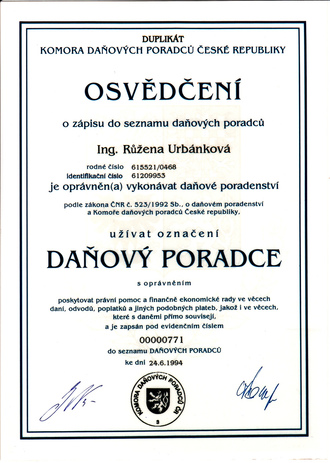 DUPLIKÁT
KOMORA DAŇOVÝCH PORADCŮ ČESKÉ REPUBLIKY
OSVĚDČENÍ
o zápisu do seznamu daňových poradců
Ing. Růžena Urbánková
rodné číslo 615521/0468
identifikační číslo 61209953
je oprávněn(a) vykonávat daňové poradenství
podle zákona ČNR č. 523/1992 Sb., o daňovém poradenství
a Komoře daňových poradců České republiky,
užívat označení
DAŇOVÝ PORADCE
s oprávněním
poskytovat právní pomoc a finančně ekonomické rady ve věcech
daní, odvodů, poplatků a jiných podobných plateb, jakož i ve věcech,
které s daněmi přímo souvisejí,
a je zapsán pod evidenčním číslem
00000771
do seznamu DAŇOVÝCH PORADCŮ
ke dni 24.6.1994
KOMORA DAŇOVÝCH PORADCŮ ČR